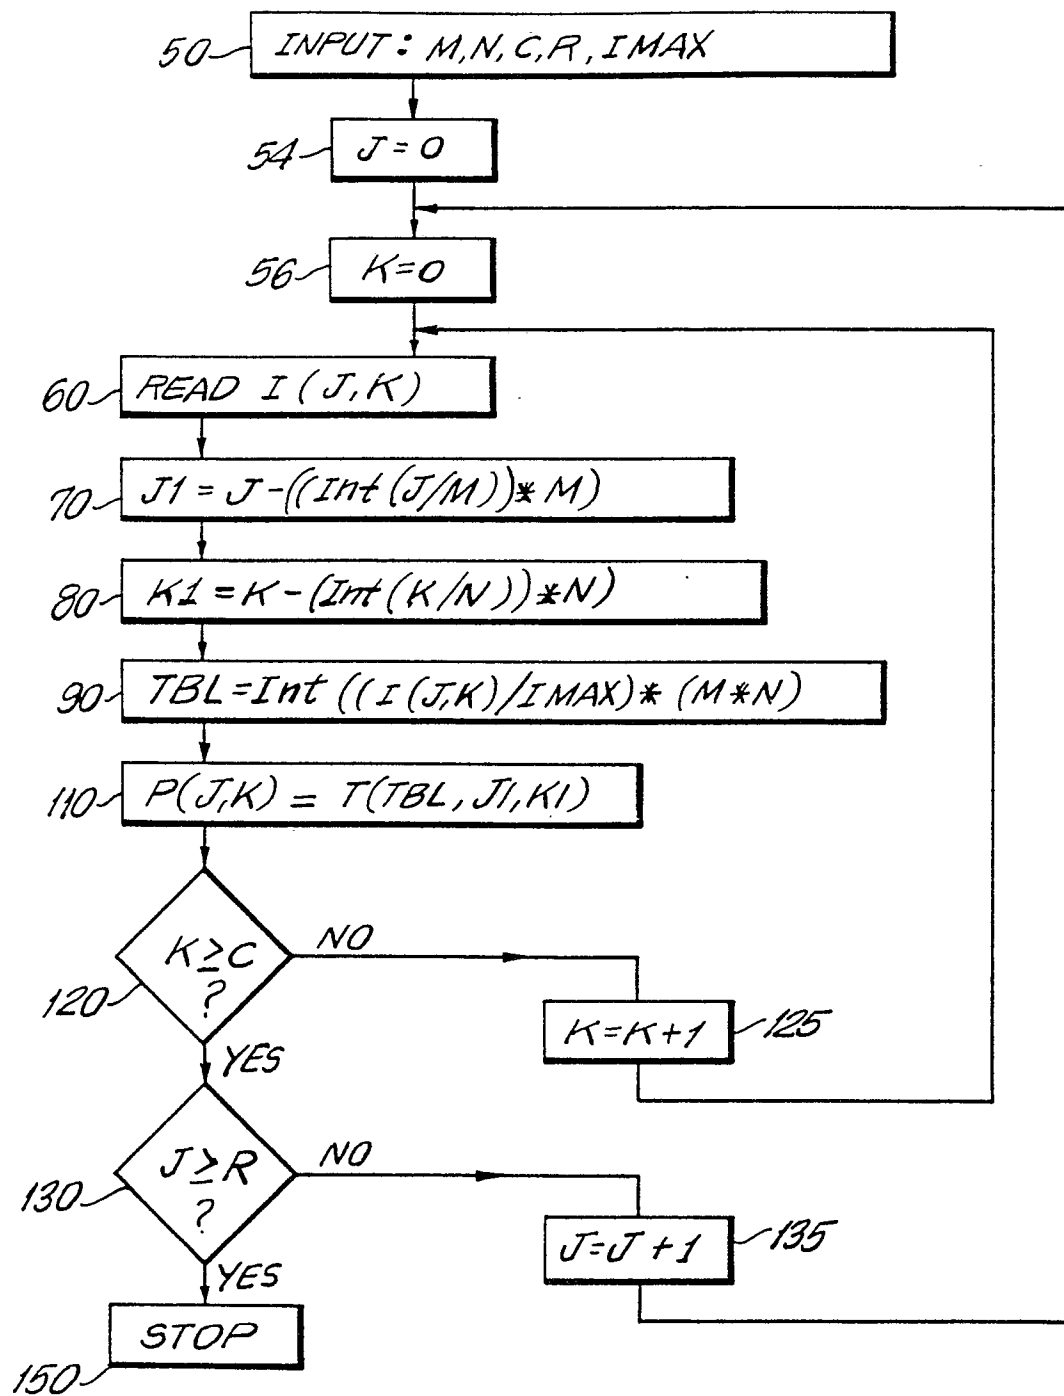 50 INPUT: M,N,C,R,IMAX
54 J=0
56 K=0
60 READ I(J,K)
70 J1=J-((Int(J/M))*M)
80 K1=K-(Int(K/N))*N)
90 TBL=Int((I(J,K)/IMAX)*(M*N)
110 P(J,K) = T(TBL,J1,K1)
K≥C NO
120 ?
K=K+1 125
YES
J≥R NO
130 ?
J=J+1 135
YES
STOP
150